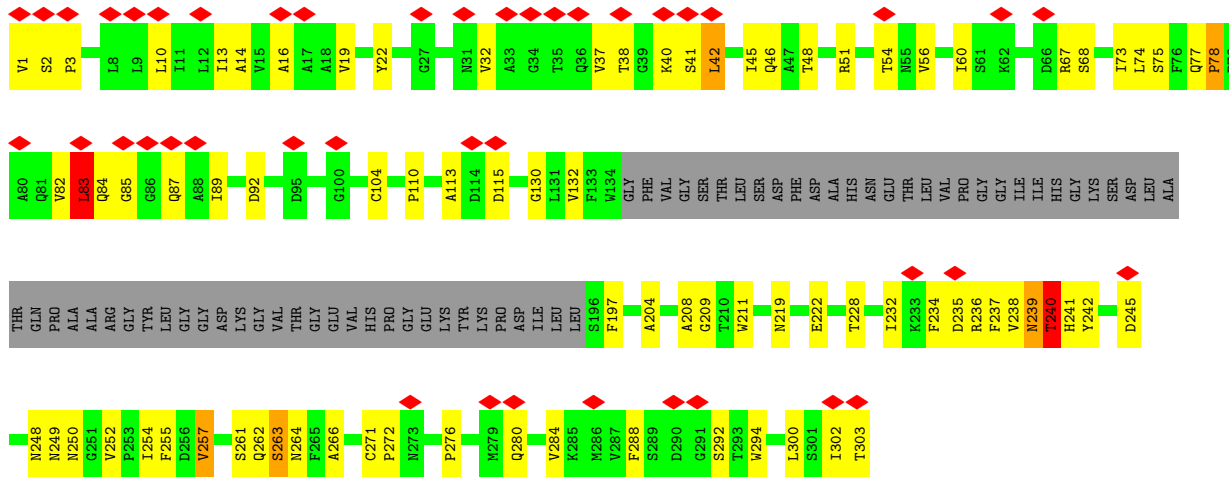 V1 S2 P3 L8 L9 L10 I11 L12 I13 A14 V15 A16 A17 A18 V19 Y22 G27 N31 V32 A33 G34 T35 Q36 V37 T38 G39 K40 S41 L42 I45 Q46 A47 T48 R51 T54 N55 V56 I60 S61 K62 D66 R67 S68 I73 L74 S75 F76 Q77 P78
A80 Q81 V82 L83 Q84 G85 G86 Q87 A88 I89 D92 D95 G100 C104 P110 A113 D114 D115 G130 L131 V132 F133 W134 GLY PHE VAL GLY SER THR LEU SER ASP PHE ASP ALA HIS ASN GLU THR LEU VAL PRO GLY GLY ILE ILE HIS GLY LYS SER ASP LEU ALA
THR GLN PRO ALA ALA ARG GLY TYR LEU GLY GLY ASP LYS GLY VAL THR GLY GLU VAL HIS PRO GLY GLU LYS TYR LYS PRO ASP ILE LEU LEU S196 F197 A204 A208 G209 T210 W211 N219 E222 T228 I232 K233 F234 D235 R236 F237 V238 N239 T240 H241 Y242 D245
N248 N249 N250 G251 V252 P253 I254 F255 D256 V257 S261 Q262 S263 N264 F265 A266 C271 P272 N273 P276 M279 Q280 V284 K285 M286 V287 F288 S289 D290 G291 S292 T293 W294 L300 S301 I302 T303